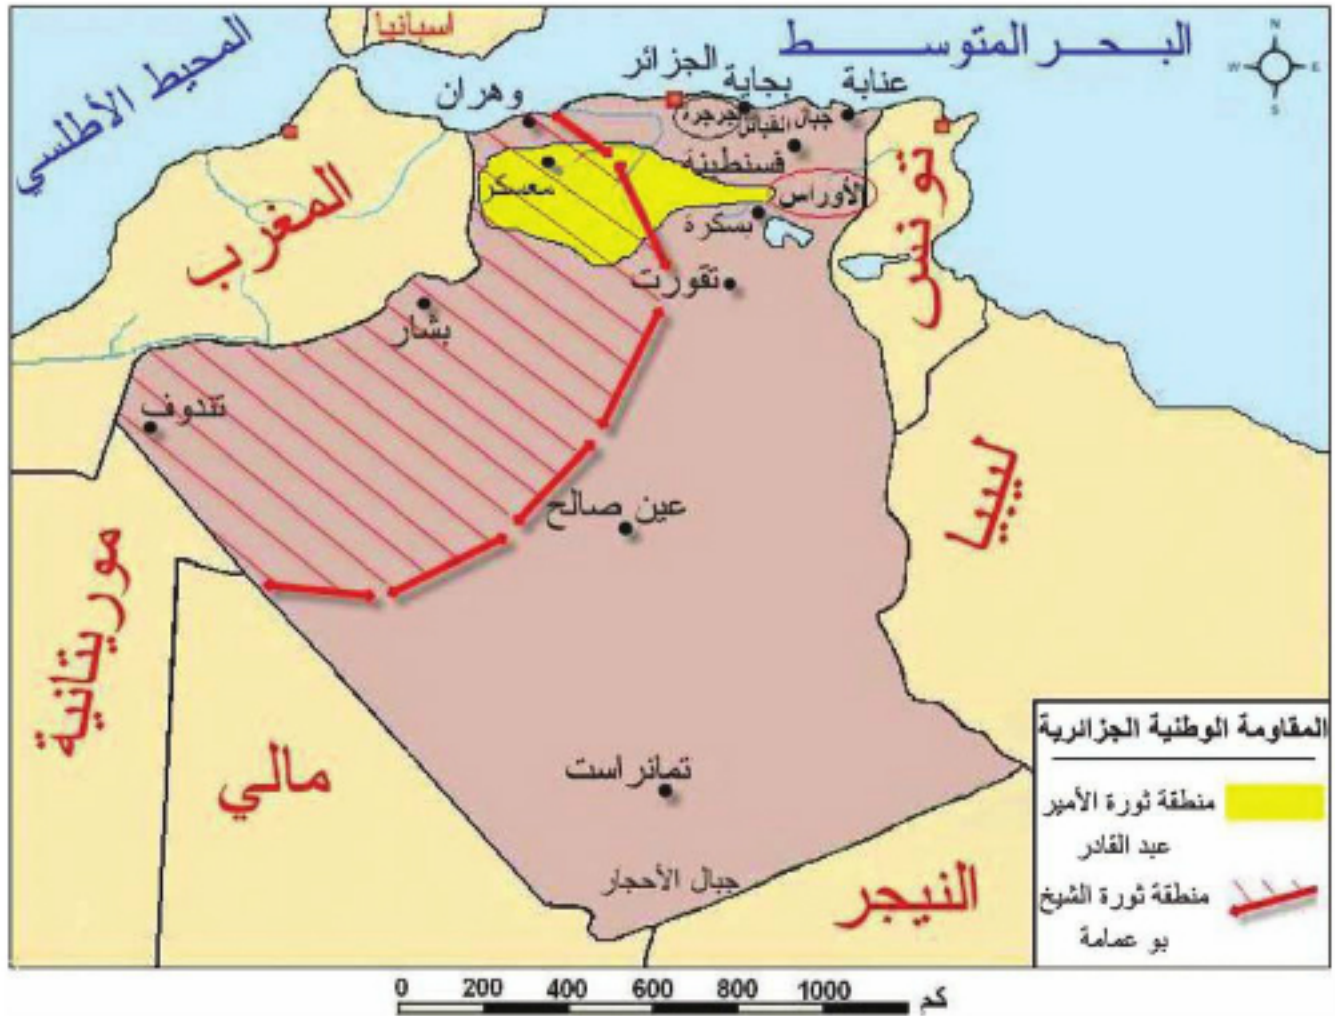 اسبانيا
البحر المتوسط
المحيط الأطلسي
N
W
E
S
الجزائر
بجاية
عنابة
وهران
جرجرة
جبال القبائل
قسنطينة
تونس
معسكر
الأوراس
بسكرة
المغرب
تقورت
بشار
تندوف
ليبيا
عين صالح
موريتانية
مالي
تمانراست
جبال الأحجار
النيجر
المقاومة الوطنية الجزائرية
منطقة ثورة الأمير
عبد القادر
منطقة ثورة الشيخ
بو عمامة
0 200 400 600 800 1000 كم